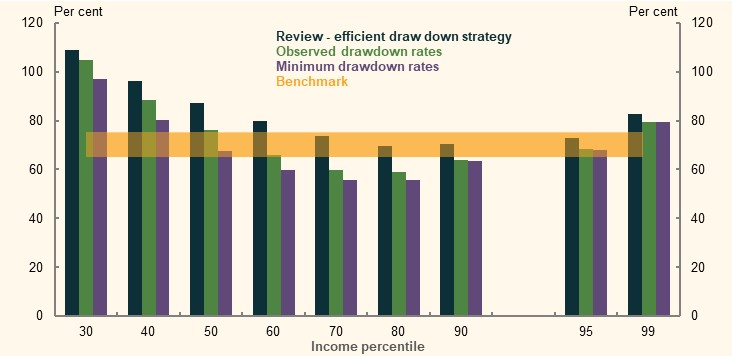 Per cent Per cent
120 120
Review - efficient draw down strategy
Observed drawdown rates
Minimum drawdown rates
Benchmark
100 100
80 80
60 60
40 40
20 20
0 0
30 40 50 60 70 80 90 95 99
Income percentile